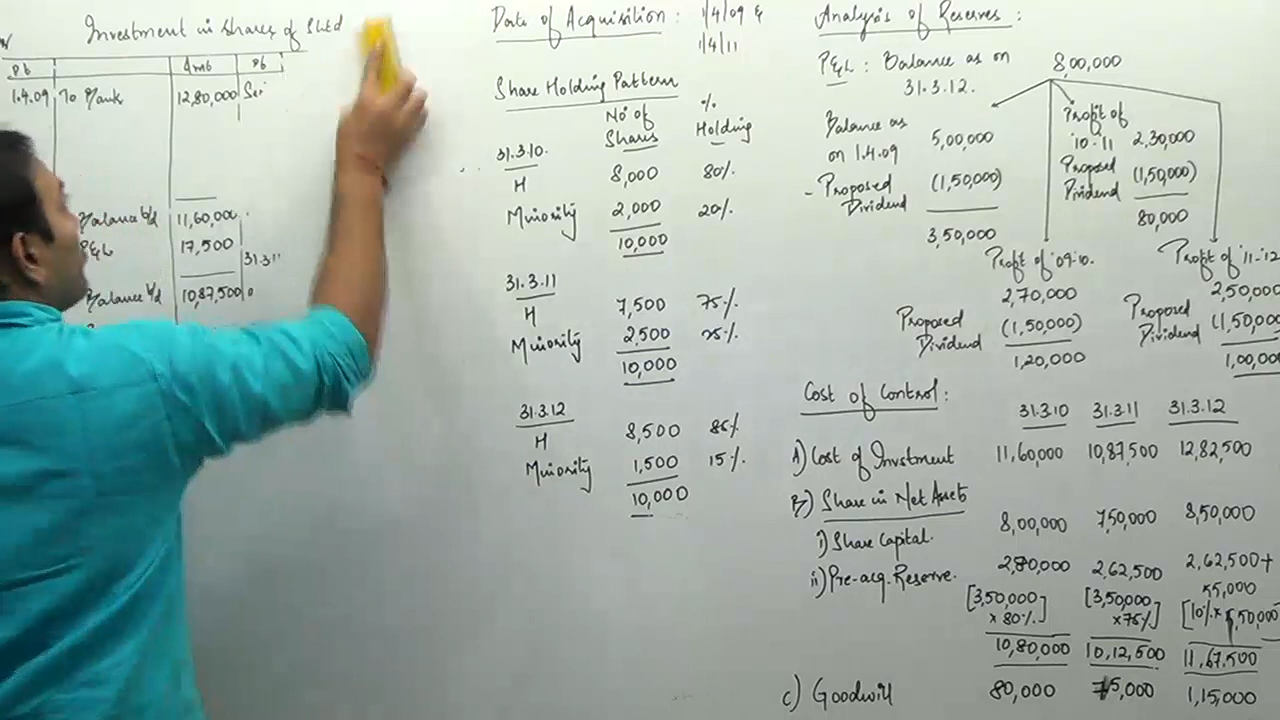 Investment in shares of S Ltd
Dt Amt Dt
1.4.09 To Bank 12,80,000
Balance b/d 11,60,000
P&L 17,500
31.3.11
Balance b/d 10,87,500
Date of Acquisition : 1/4/09 &
1/4/11
Share Holding Pattern
No of Shares % Holding
31.3.10.
H 8,000 80%
Minority 2,000 20%
10,000
31.3.11
H 7,500 75%
Minority 2,500 25%
10,000
31.3.12
H 8,500 85%
Minority 1,500 15%
10,000
Analysis of Reserves :
P&L : Balance as on 8,00,000
31.3.12.
Balance as on 1.4.09 5,00,000
- Proposed Dividend (1,50,000)
3,50,000
Profit of 10-11 2,30,000
Proposed Dividend (1,50,000)
80,000
Profit of '09-10.
2,70,000
Proposed Dividend (1,50,000)
1,20,000
Profit of '11-'12
2,50,000
Proposed Dividend (1,50,000)
1,00,000
Cost of Control :
31.3.10 31.3.11 31.3.12
A) Cost of Invstment 11,60,000 10,87,500 12,82,500
B) Share in Net Asset
i) Share Capital. 8,00,000 7,50,000 8,50,000
ii) Pre-acq. Reserve. 2,80,000 2,62,500 2,62,500+
55,000
[3,50,000 [3,50,000 [10% x 5,50,000
x 80%] x 75%]
10,80,000 10,12,500 11,67,500
C) Goodwill 80,000 75,000 1,15,000